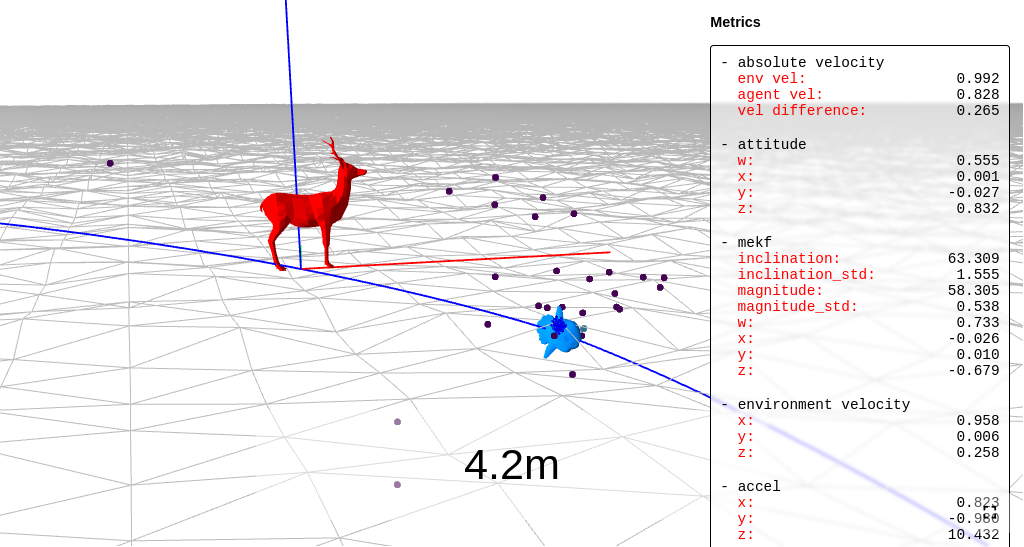 Metrics
- absolute velocity
env vel: 0.992
agent vel: 0.828
vel difference: 0.265
- attitude
w: 0.555
x: 0.001
y: -0.027
z: 0.832
- mekf
inclination: 63.309
inclination_std: 1.555
magnitude: 58.305
magnitude_std: 0.538
w: 0.733
x: -0.026
y: 0.010
z: -0.679
- environment velocity
x: 0.958
y: 0.006
z: 0.258
- accel
x: 0.823
y: -0.980
z: 10.432
4.2m